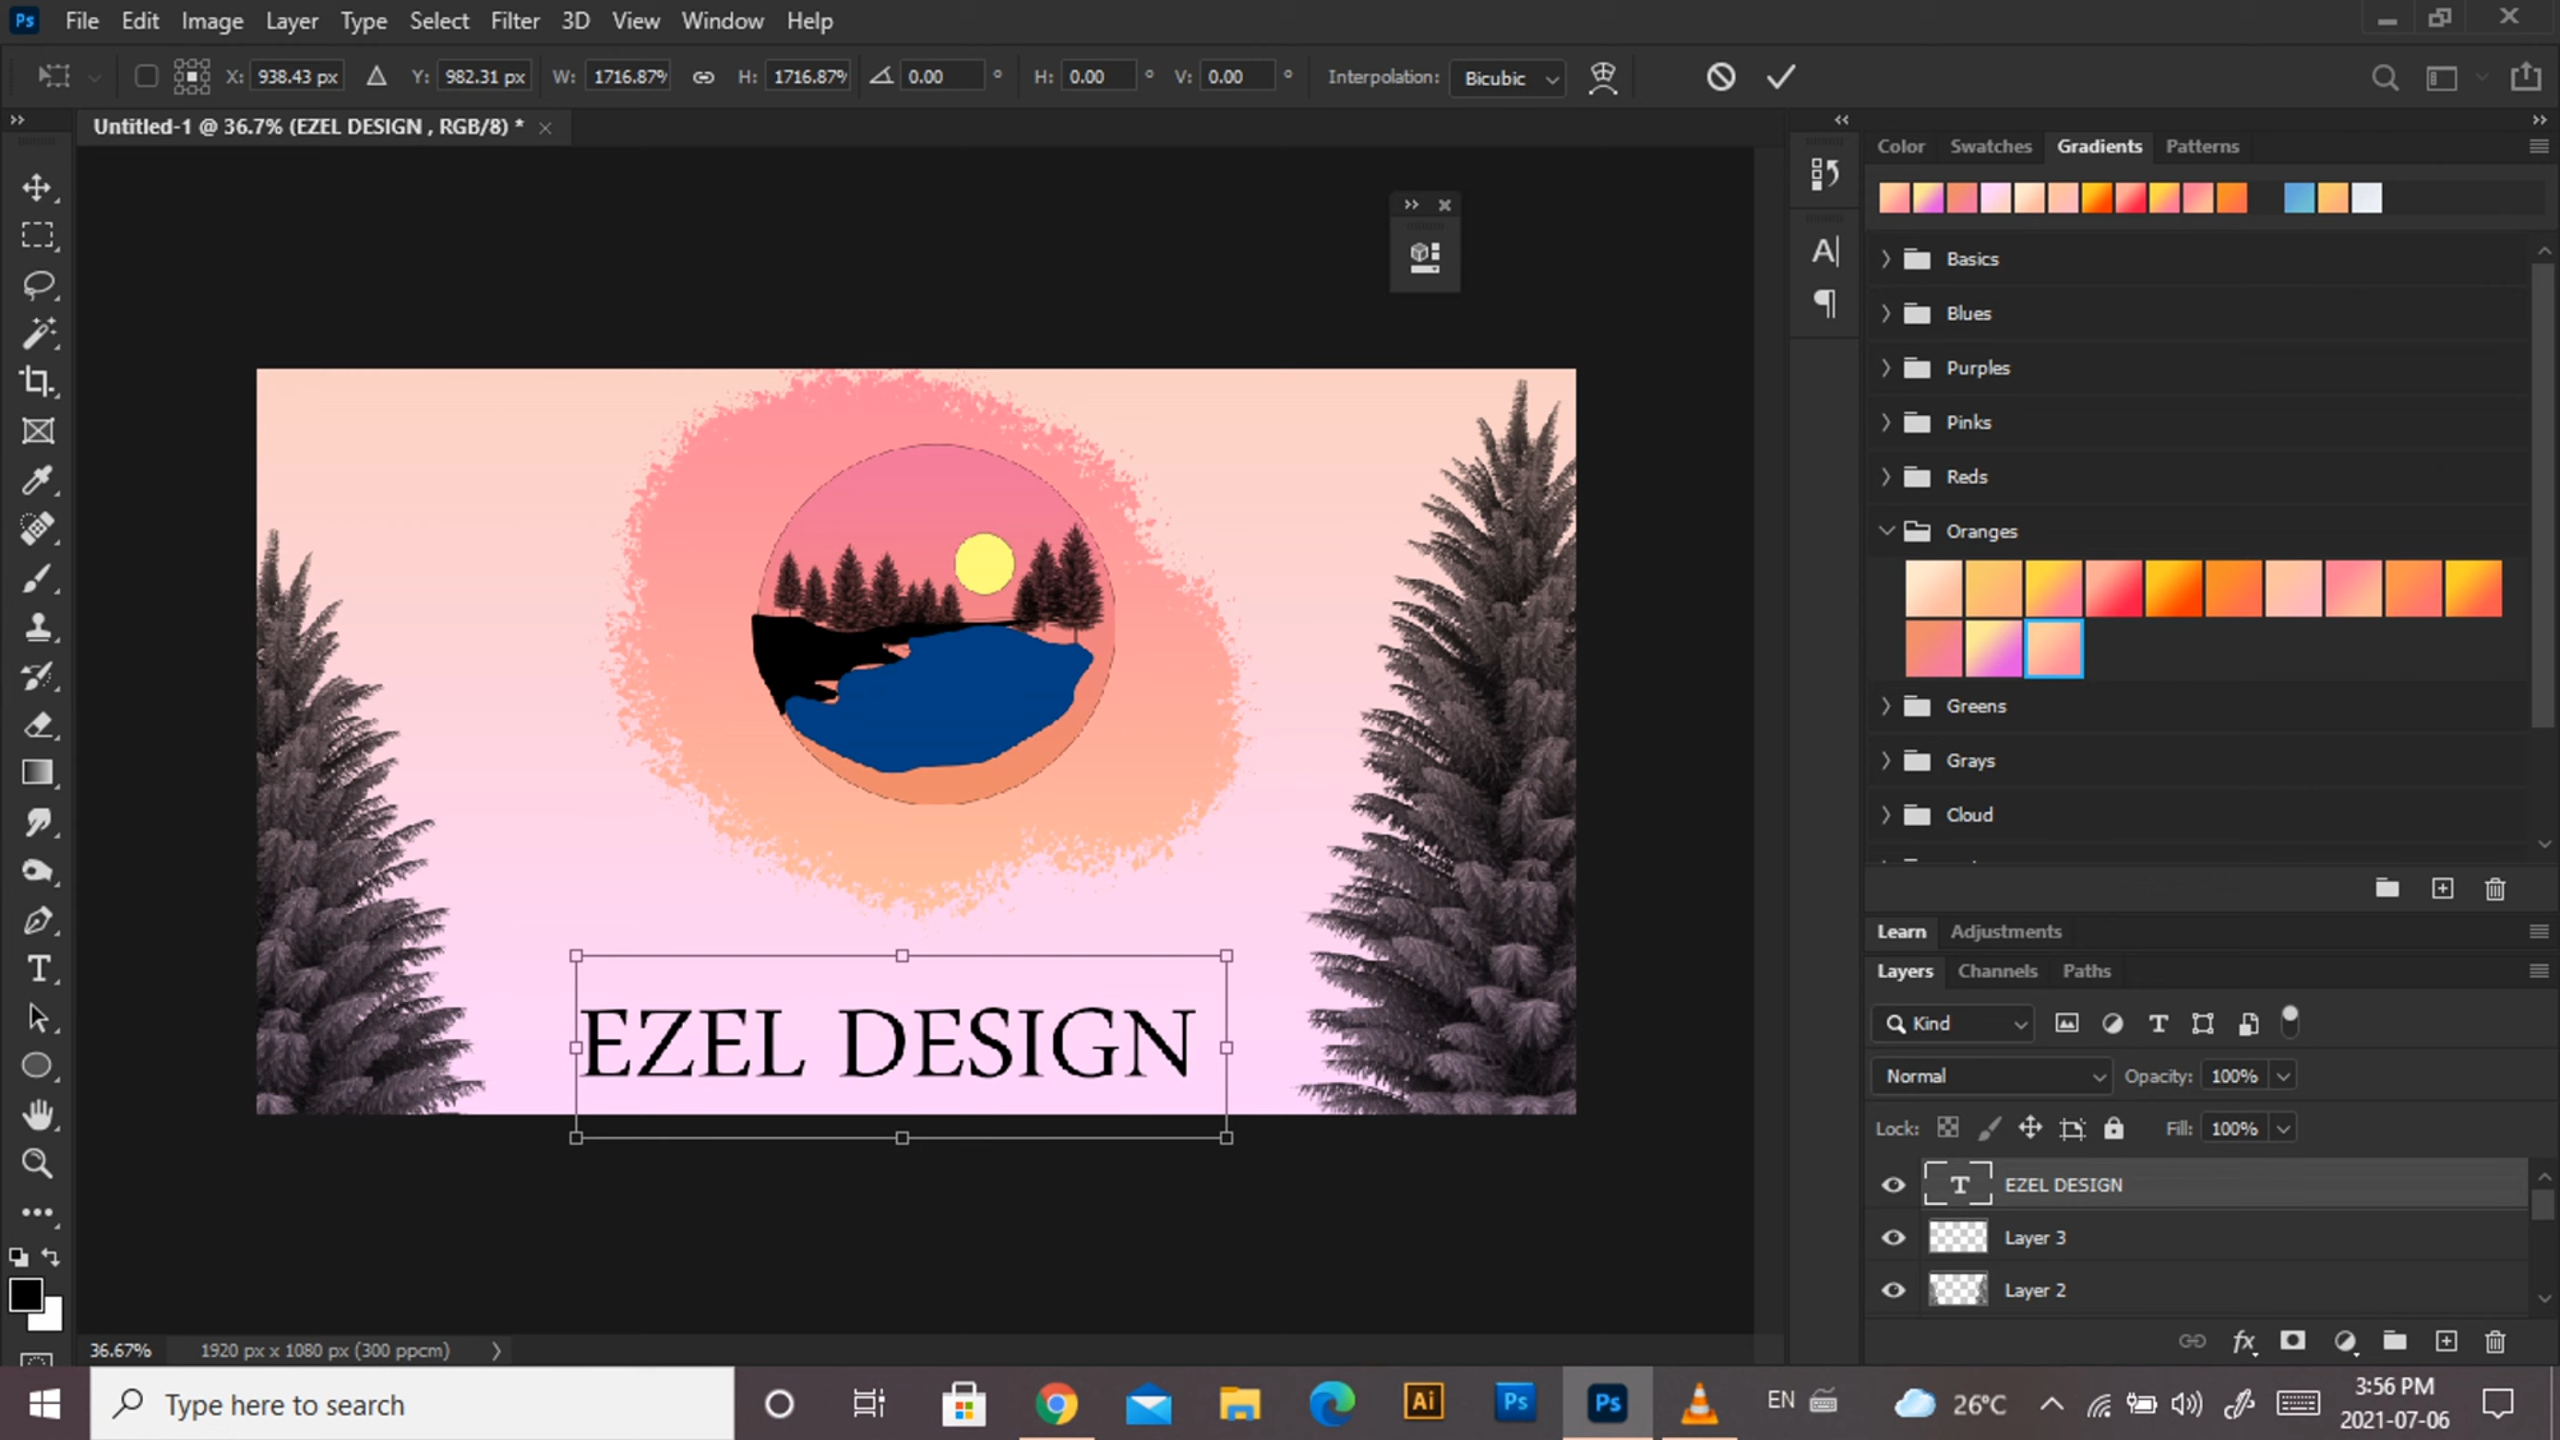 Ps File Edit Image Layer Type Select Filter 3D View Window Help
X: 938.43 px Y: 982.31 px W: 1716.87% H: 1716.87% 0.00 ° H: 0.00 ° V: 0.00 ° Interpolation: Bicubic
Untitled-1 @ 36.7% (EZEL DESIGN , RGB/8) *
Color Swatches Gradients Patterns
Basics
Blues
Purples
Pinks
Reds
Oranges
Greens
Grays
Cloud
EZEL DESIGN
Learn Adjustments
Layers Channels Paths
Kind
Normal Opacity: 100%
Lock: Fill: 100%
EZEL DESIGN
Layer 3
Layer 2
36.67% 1920 px x 1080 px (300 ppcm)
Type here to search
Ai Ps Ps EN 26°C
3:56 PM
2021-07-06